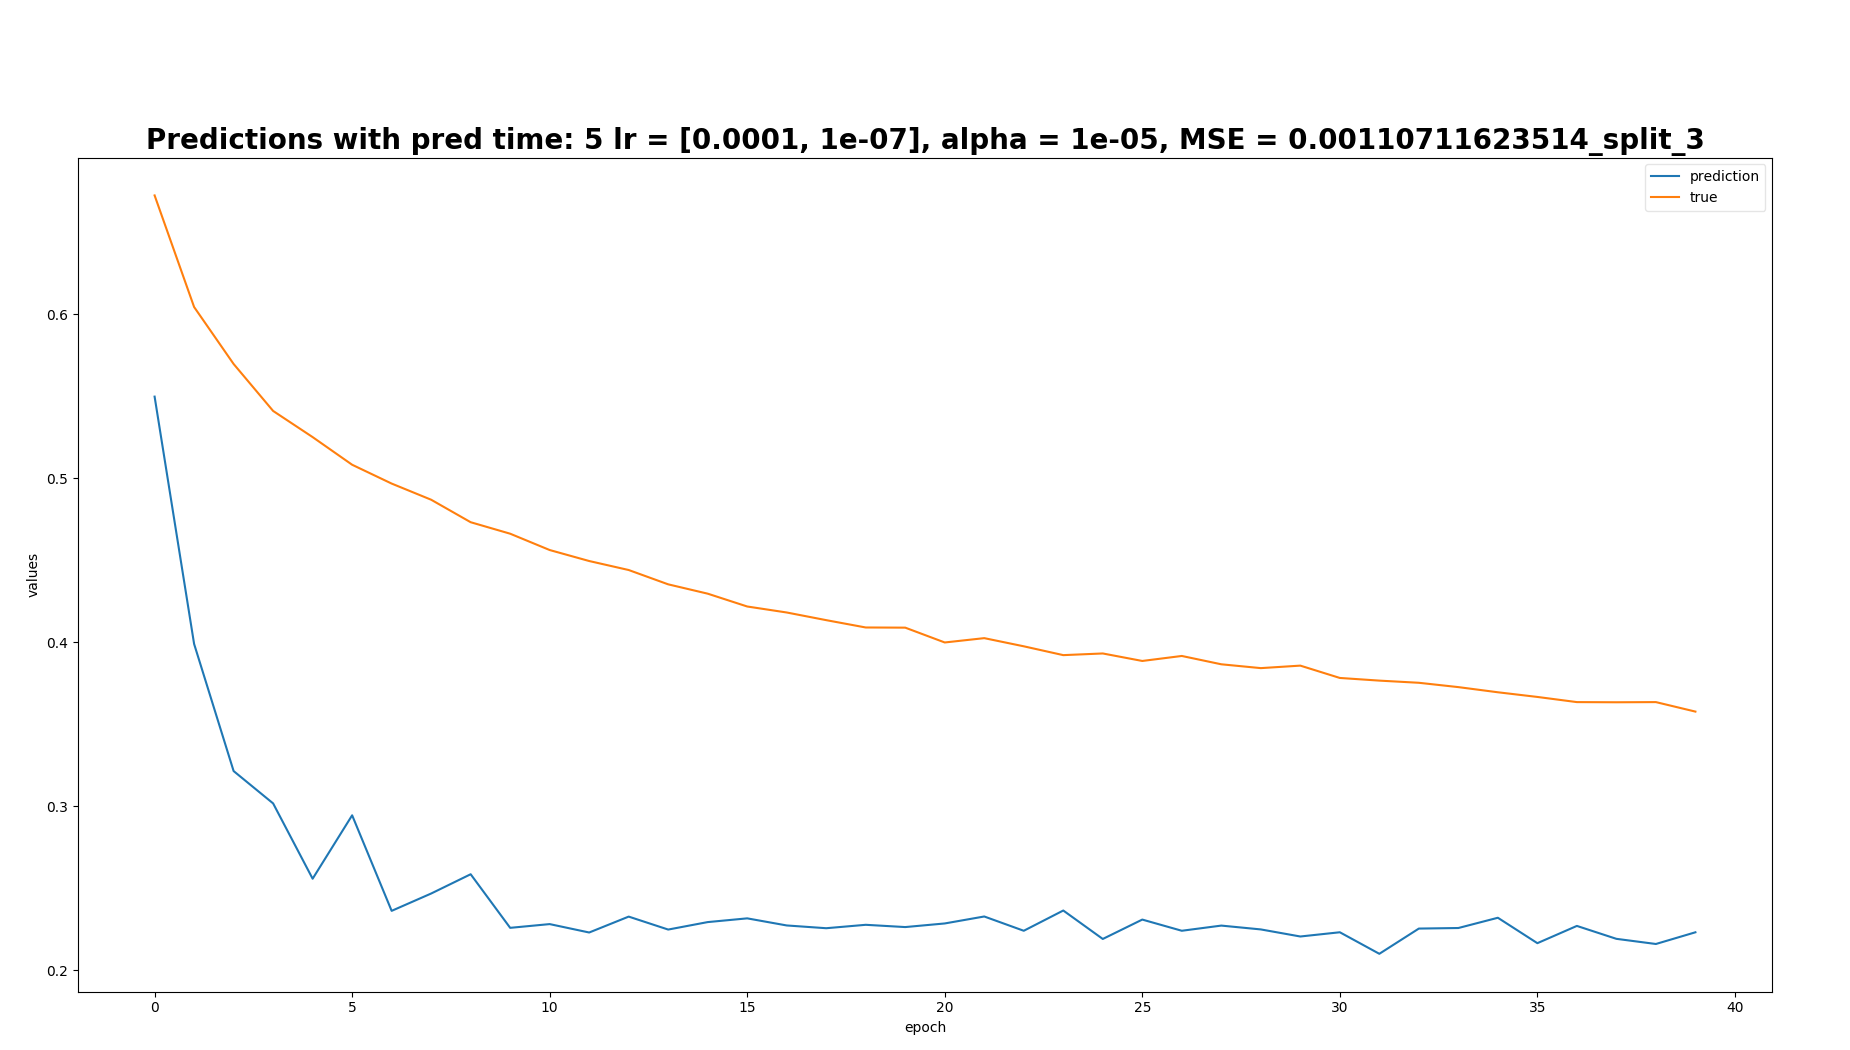 Predictions with pred time: 5 lr = [0.0001, 1e-07], alpha = 1e-05, MSE = 0.00110711623514_split_3
prediction
true
0.6
0.5
0.4
0.3
0.2
values
0 5 10 15 20 25 30 35 40
epoch